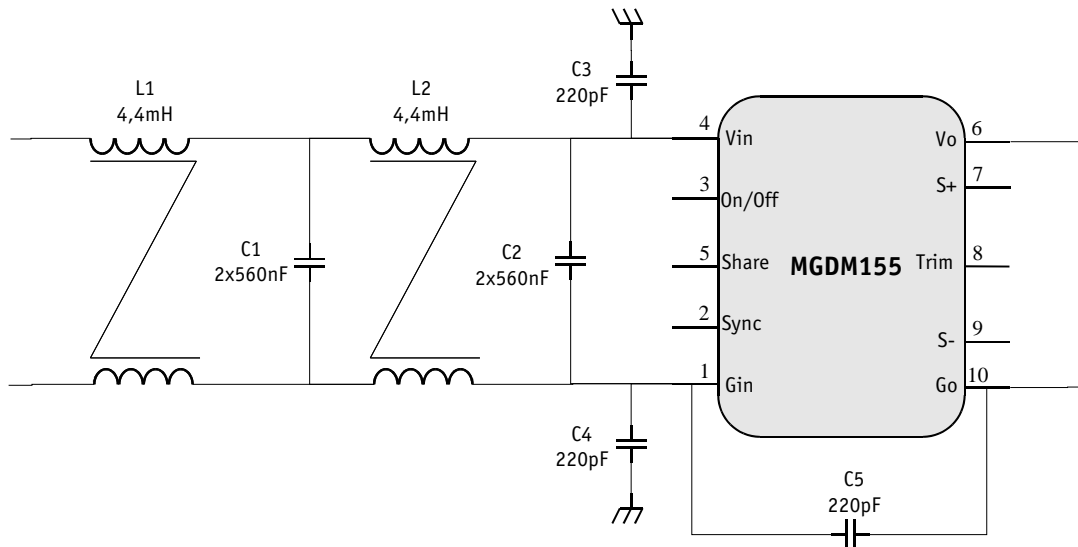 L1
4,4mH
L2
4,4mH
C3
220pF
4
Vin
3
On/Off
5
Share
2
Sync
1
Gin
MGDM155
Vo
6
S+
7
Trim
8
S-
9
Go
10
C1
2x560nF
C2
2x560nF
C4
220pF
C5
220pF